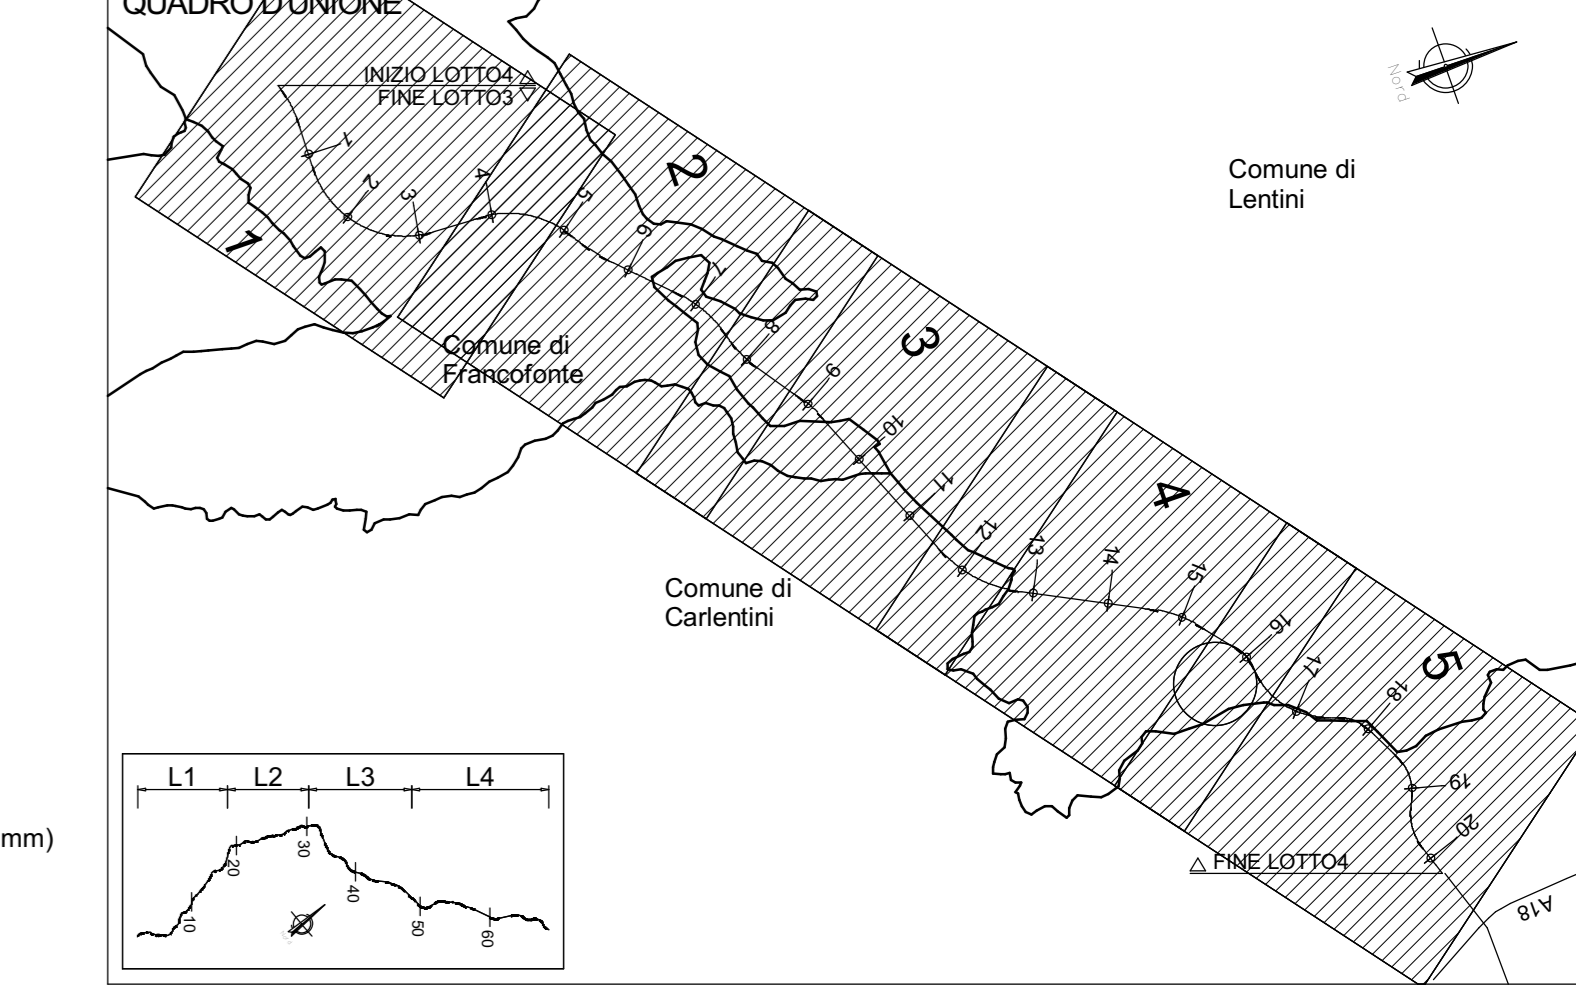 QUADRO D'UNIONE
INIZIO LOTTO4
FINE LOTTO3
Nord
Comune di
Lentini
1
2
3
4
5
6
7
8
9
10
11
12
13
14
15
16
17
18
19
20
1
2
3
4
5
Comune di
Francofonte
Comune di
Carlentini
FINE LOTTO4
A18
mm)
L1 L2 L3 L4
10
20
30
40
50
60